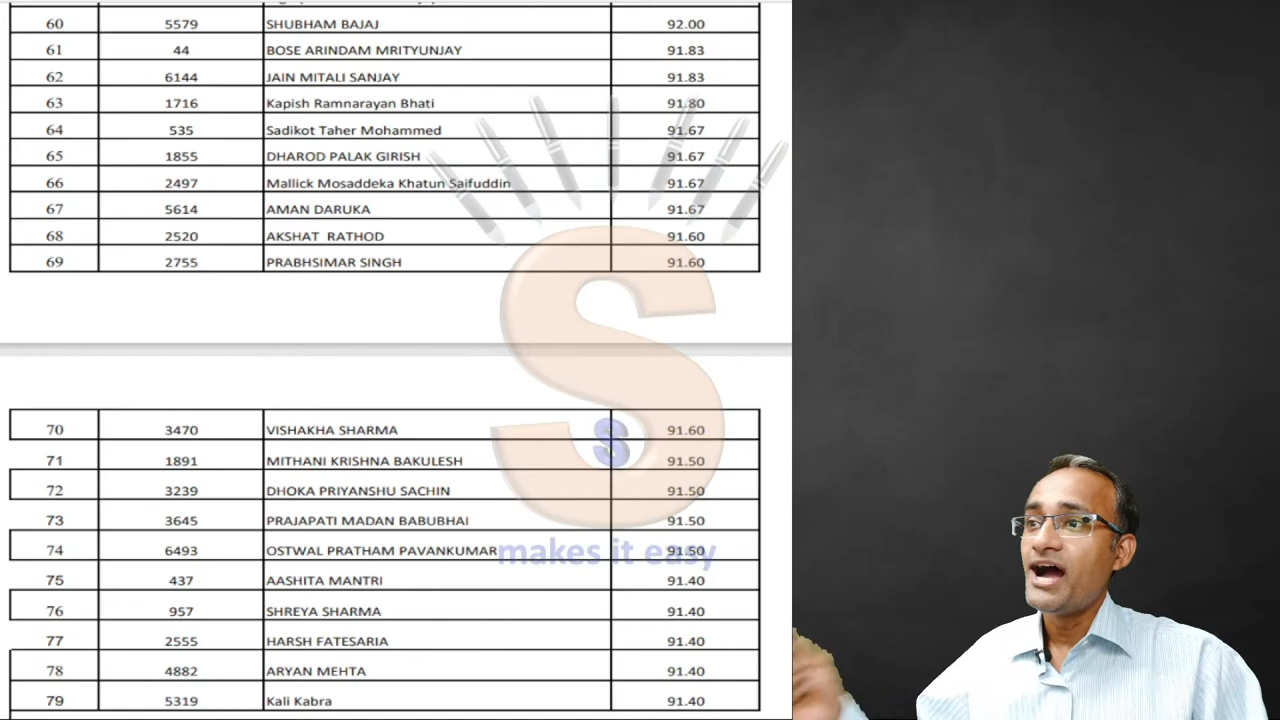 60 5579 SHUBHAM BAJAJ 92.00
61 44 BOSE ARINDAM MRITYUNJAY 91.83
62 6144 JAIN MITALI SANJAY 91.83
63 1716 Kapish Ramnarayan Bhati 91.80
64 535 Sadikot Taher Mohammed 91.67
65 1855 DHAROD PALAK GIRISH 91.67
66 2497 Mallick Mosaddeka Khatun Saifuddin 91.67
67 5614 AMAN DARUKA 91.67
68 2520 AKSHAT RATHOD 91.60
69 2755 PRABHSIMAR SINGH 91.60
70 3470 VISHAKHA SHARMA 91.60
71 1891 MITHANI KRISHNA BAKULESH 91.50
72 3239 DHOKA PRIYANSHU SACHIN 91.50
73 3645 PRAJAPATI MADAN BABUBHAI 91.50
74 6493 OSTWAL PRATHAM PAVANKUMAR 91.50
75 437 AASHITA MANTRI 91.40
76 957 SHREYA SHARMA 91.40
77 2555 HARSH FATESARIA 91.40
78 4882 ARYAN MEHTA 91.40
79 5319 Kali Kabra 91.40
S
S
makes it easy